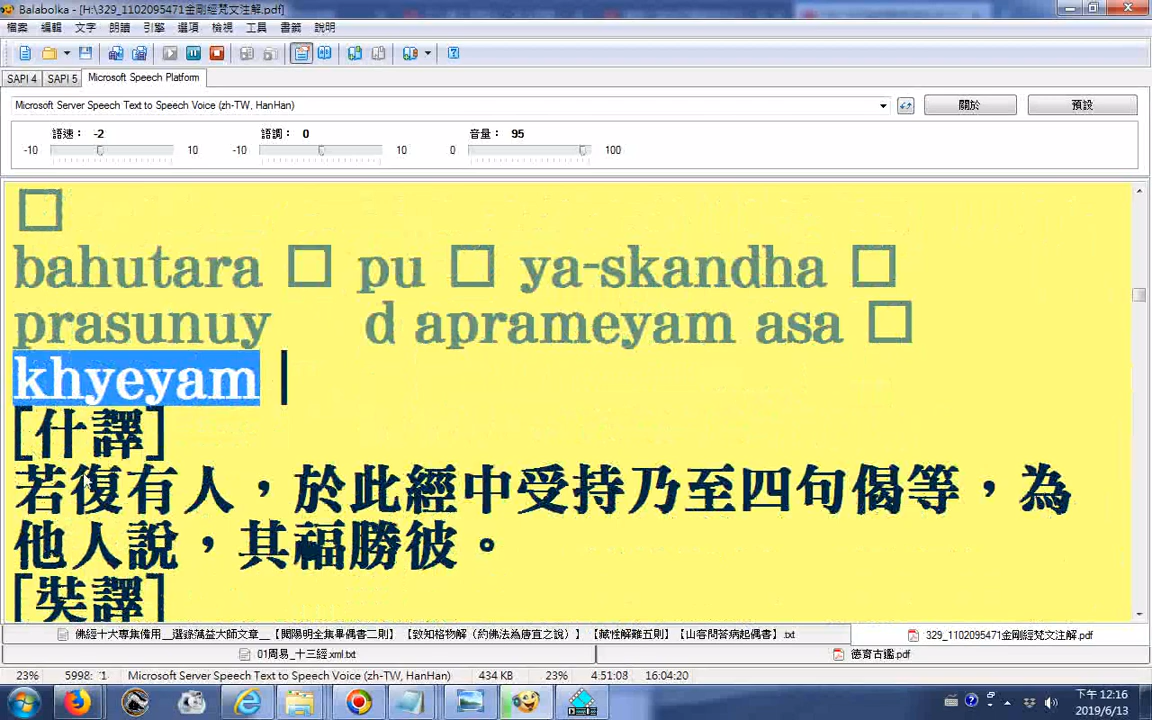 Balabolka - [H:\329_1102095471金剛經梵文注解.pdf]
檔案 編輯 文字 朗讀 引擎 選項 檢視 工具 書籤 說明
SAPI 4 SAPI 5 Microsoft Speech Platform
Microsoft Server Speech Text to Speech Voice (zh-TW, HanHan)
關於 預設
語速： -2 語調： 0 音量： 95
-10 10 -10 10 0 100
□
bahutara □ pu □ ya-skandha □
prasunuy d aprameyam asa □
khyeyam |
[什譯]
若復有人，於此經中受持乃至四句偈等，為
他人說，其福勝彼。
[奘譯]
329_1102095471金剛經梵文注解.pdf
01周易_十三經.xml.txt 德育古鑑.pdf
23% Microsoft Server Speech Text to Speech Voice (zh-TW, HanHan) 434 KB 23% 4:51:08 16:04:20
下午 12:16
2019/6/13